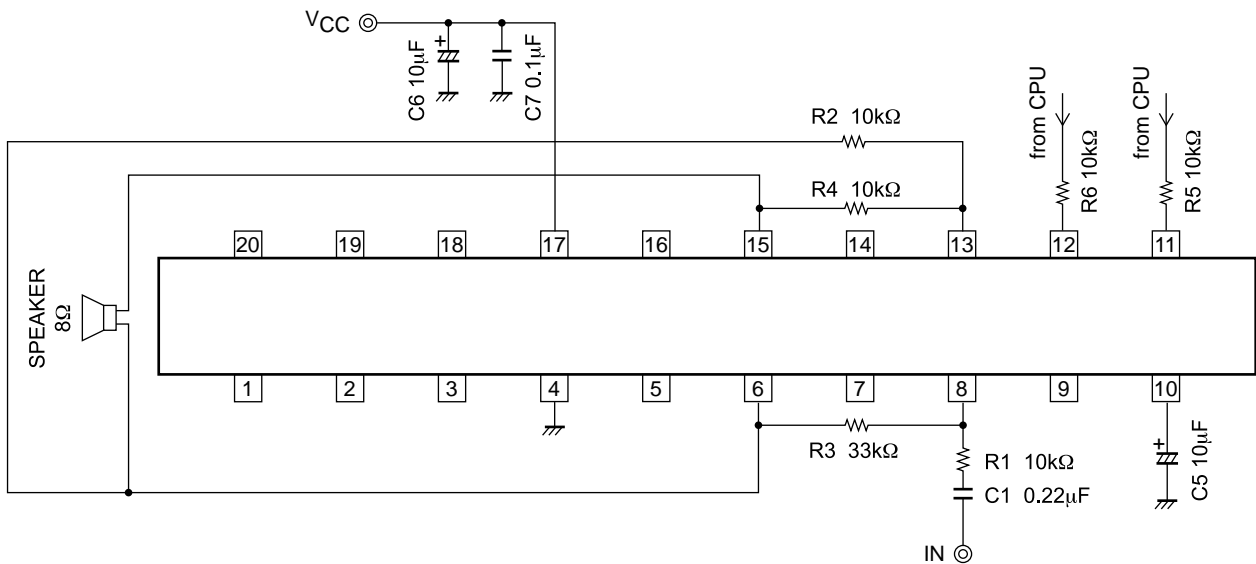 VCC
C6 10μF
+
C7 0.1μF
from CPU
from CPU
R2 10kΩ
R6 10kΩ
R5 10kΩ
R4 10kΩ
20
19
18
17
16
15
14
13
12
11
SPEAKER
8Ω
1
2
3
4
5
6
7
8
9
10
R3 33kΩ
R1 10kΩ
C1 0.22μF
+
C5 10μF
IN